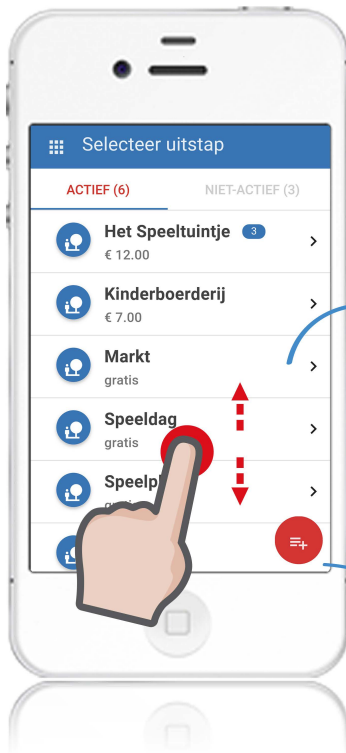 Selecteer uitstap
ACTIEF (6)
NIET-ACTIEF (3)
Het Speeltuintje 3
€ 12.00
Kinderboerderij
€ 7.00
Markt
gratis
Speeldag
gratis